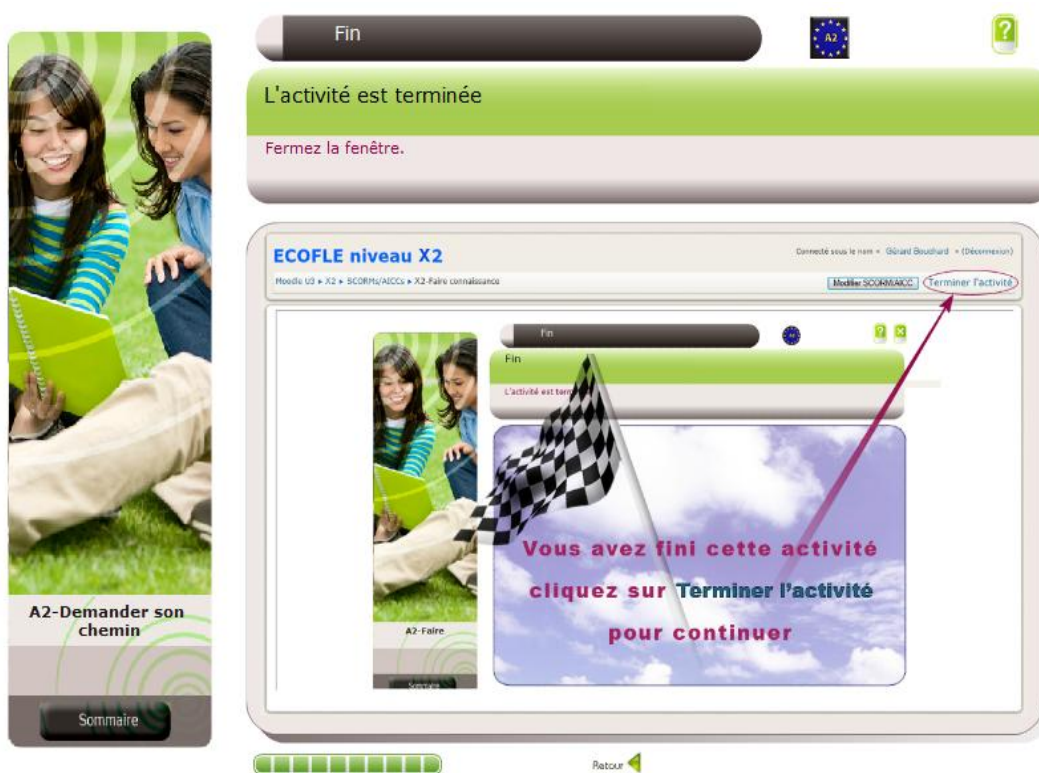 Fin
A2
?
L'activité est terminée
Fermez la fenêtre.
ECOFLE niveau X2
Connecté sous le nom « Gérard Bouchard » (Déconnexion)
Moodle U3 ▸ X2 ▸ SCORMs/AICCs ▸ X2-Faire connaissance
Modifier SCORM/AICC
Terminer l'activité
Fin
?
Fin
L'activité est
Vous avez fini cette activité
cliquez sur Terminer l'activité
pour continuer
A2-Faire
Sommaire
A2-Demander son
chemin
Sommaire
Retour